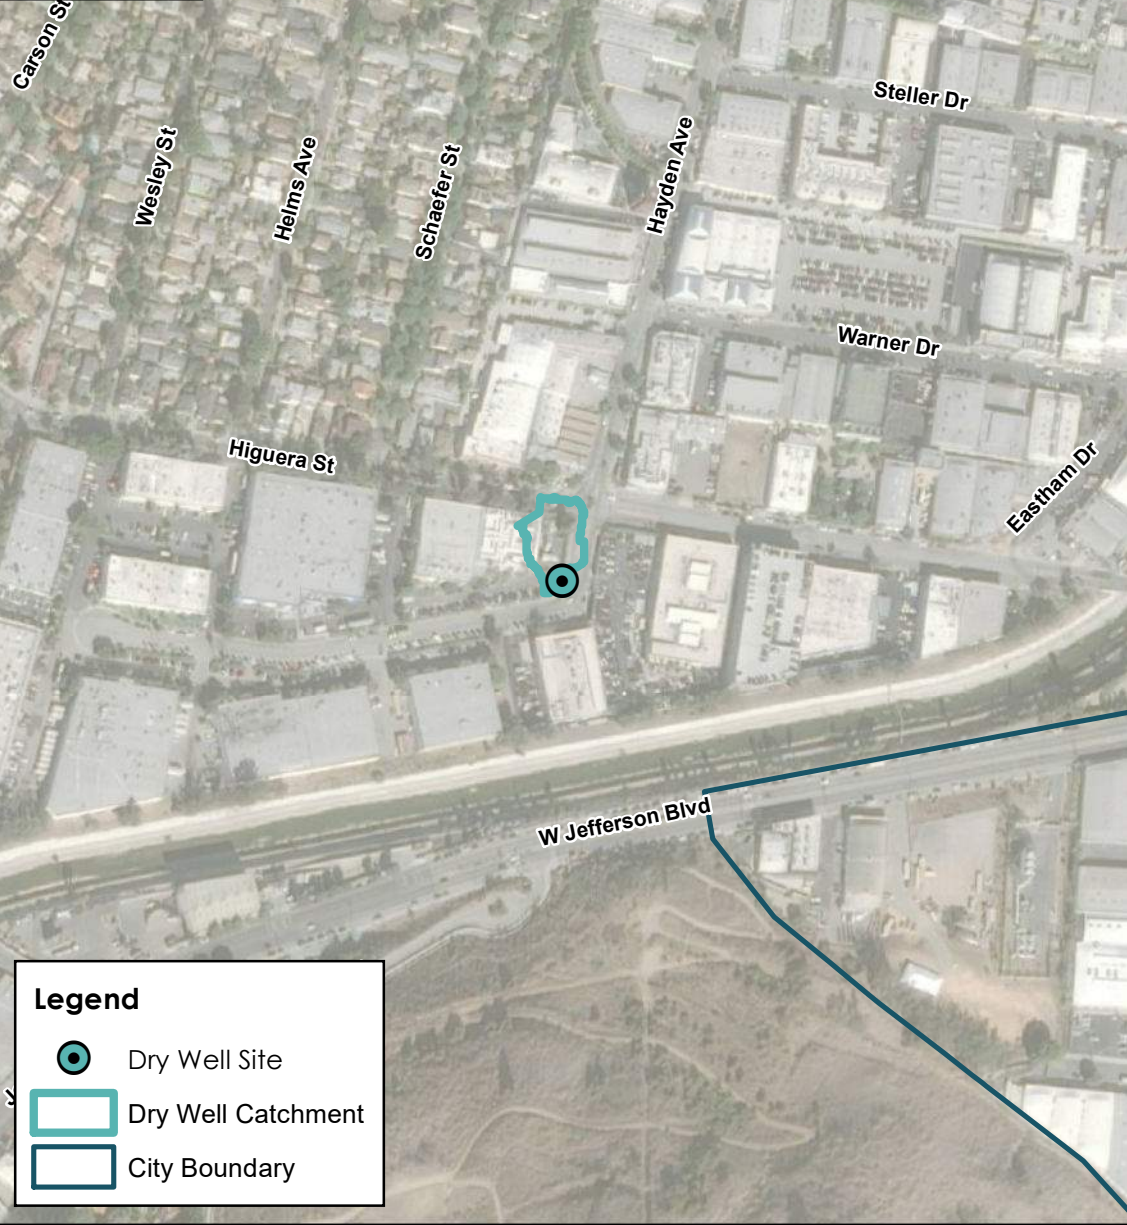 Carson St
Steller Dr
Wesley St
Helms Ave
Schaefer St
Hayden Ave
Warner Dr
Higuera St
Eastham Dr
W Jefferson Blvd
Legend
Dry Well Site
Dry Well Catchment
City Boundary